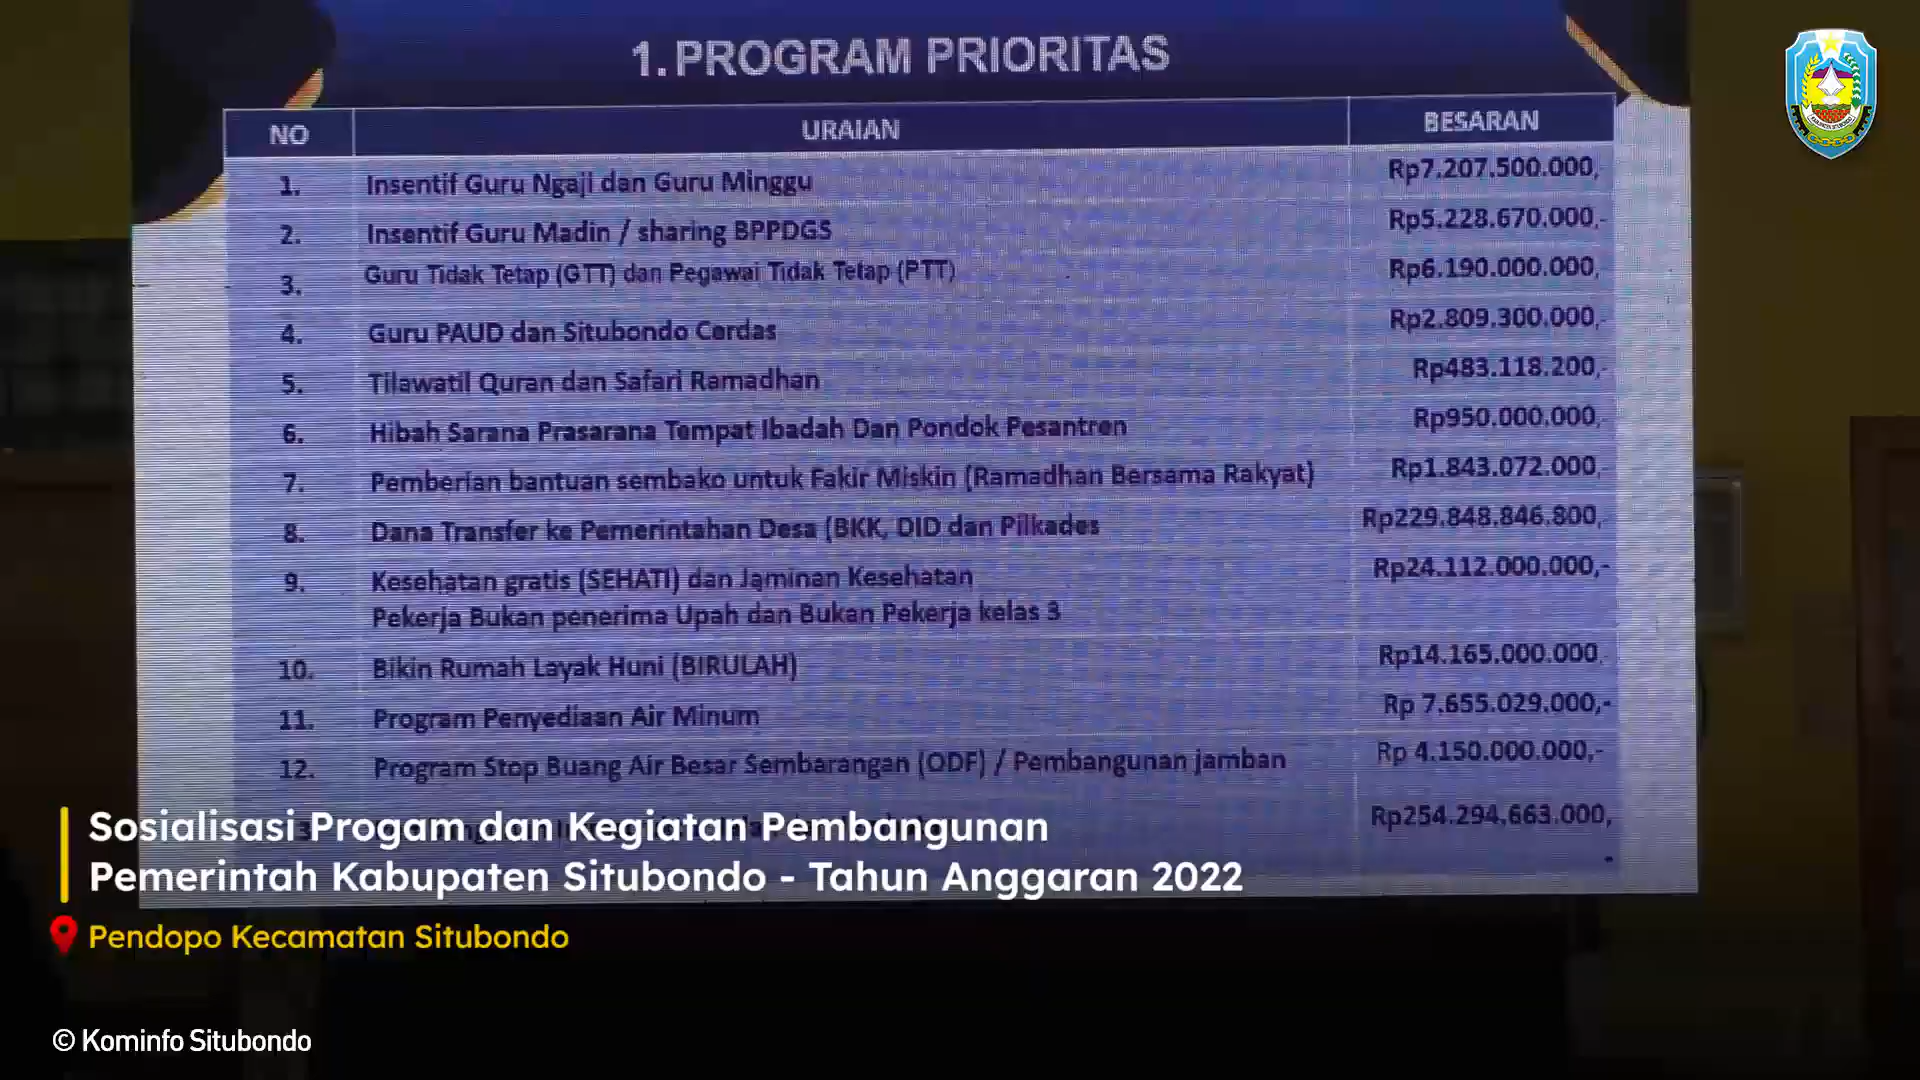 1. PROGRAM PRIORITAS
NO URAIAN BESARAN
1. Insentif Guru Ngaji dan Guru Minggu Rp7.207.500.000,
2. Insentif Guru Madin / sharing BPPDGS Rp5.228.670.000,-
3. Guru Tidak Tetap (GTT) dan Pegawai Tidak Tetap (PTT) Rp6.190.000.000,
4. Guru PAUD dan Situbondo Cerdas Rp2.809.300.000,-
5. Tilawatil Quran dan Safari Ramadhan Rp483.118.200,-
6. Hibah Sarana Prasarana Tempat Ibadah Dan Pondok Pesantren Rp950.000.000,
7. Pemberian bantuan sembako untuk Fakir Miskin (Ramadhan Bersama Rakyat) Rp1.843.072.000,
8. Dana Transfer ke Pemerintahan Desa (BKK, DID dan Pilkades Rp229.848.846.800,-
9. Kesehatan gratis (SEHATI) dan Jaminan Kesehatan Rp24.112.000.000,-
Pekerja Bukan penerima Upah dan Bukan Pekerja kelas 3
10. Bikin Rumah Layak Huni (BIRULAH) Rp14.165.000.000,
11. Program Penyediaan Air Minum Rp 7.655.029.000,-
12. Program Stop Buang Air Besar Sembarangan (ODF) / Pembangunan jamban Rp 4.150.000.000,-
Rp254.294.663.000,
-
Sosialisasi Progam dan Kegiatan Pembangunan
Pemerintah Kabupaten Situbondo - Tahun Anggaran 2022
Pendopo Kecamatan Situbondo
© Kominfo Situbondo
KABUPATEN SITUBONDO